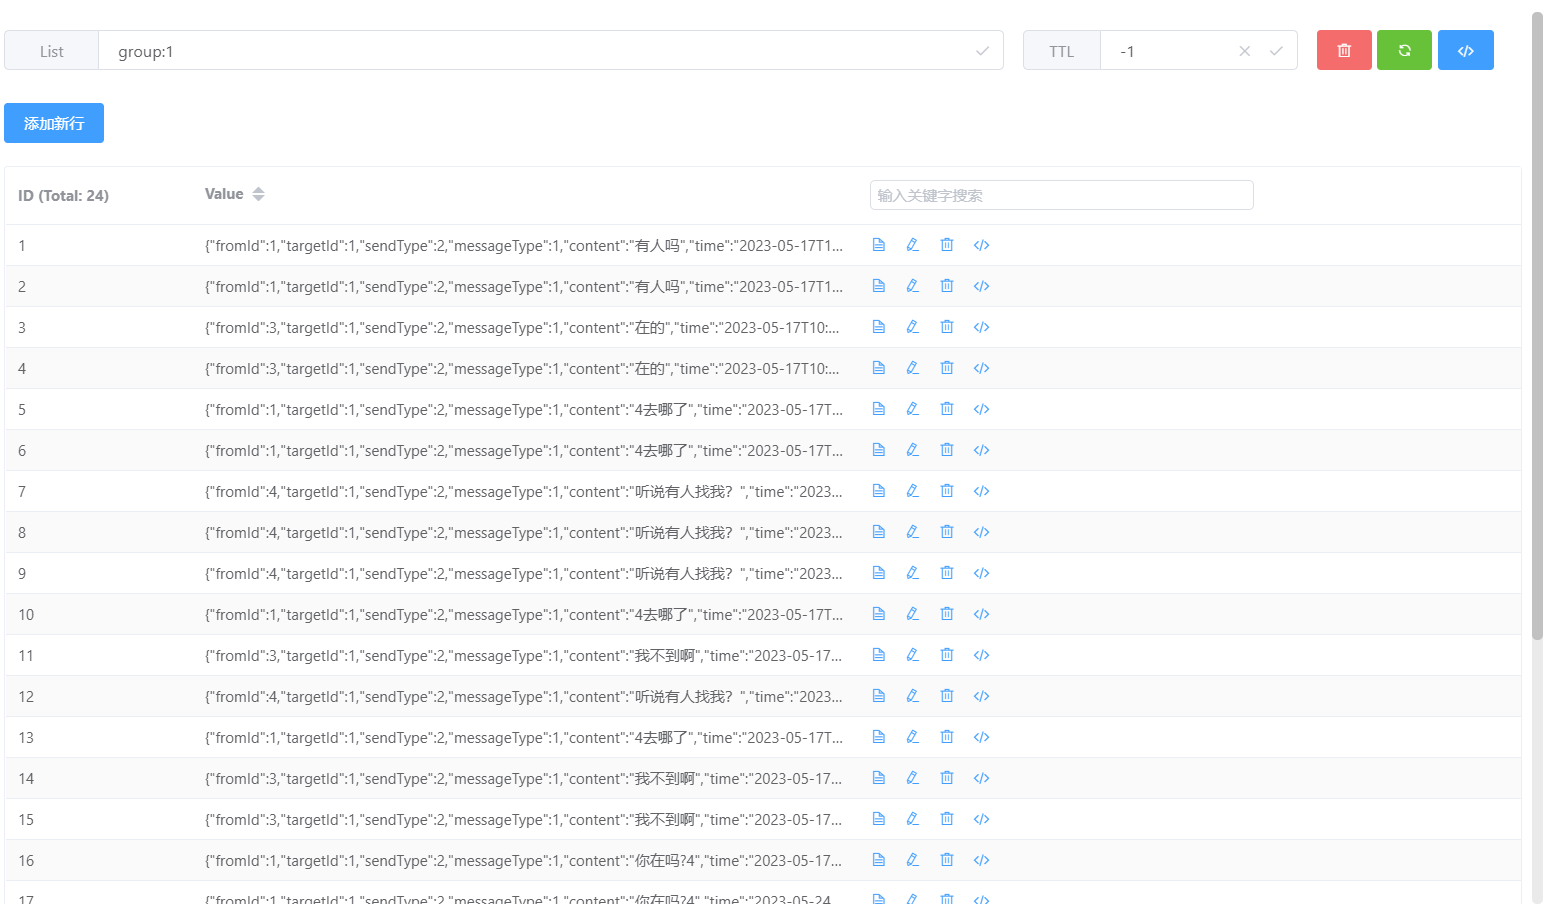 List group:1 TTL -1
添加新行
ID (Total: 24) Value 输入关键字搜索
1 {"fromId":1,"targetId":1,"sendType":2,"messageType":1,"content":"有人吗","time":"2023-05-17T1...
2 {"fromId":1,"targetId":1,"sendType":2,"messageType":1,"content":"有人吗","time":"2023-05-17T1...
3 {"fromId":3,"targetId":1,"sendType":2,"messageType":1,"content":"在的","time":"2023-05-17T10:...
4 {"fromId":3,"targetId":1,"sendType":2,"messageType":1,"content":"在的","time":"2023-05-17T10:...
5 {"fromId":1,"targetId":1,"sendType":2,"messageType":1,"content":"4去哪了","time":"2023-05-17T...
6 {"fromId":1,"targetId":1,"sendType":2,"messageType":1,"content":"4去哪了","time":"2023-05-17T...
7 {"fromId":4,"targetId":1,"sendType":2,"messageType":1,"content":"听说有人找我？","time":"2023...
8 {"fromId":4,"targetId":1,"sendType":2,"messageType":1,"content":"听说有人找我？","time":"2023...
9 {"fromId":4,"targetId":1,"sendType":2,"messageType":1,"content":"听说有人找我？","time":"2023...
10 {"fromId":1,"targetId":1,"sendType":2,"messageType":1,"content":"4去哪了","time":"2023-05-17T...
11 {"fromId":3,"targetId":1,"sendType":2,"messageType":1,"content":"我不到啊","time":"2023-05-17...
12 {"fromId":4,"targetId":1,"sendType":2,"messageType":1,"content":"听说有人找我？","time":"2023...
13 {"fromId":1,"targetId":1,"sendType":2,"messageType":1,"content":"4去哪了","time":"2023-05-17T...
14 {"fromId":3,"targetId":1,"sendType":2,"messageType":1,"content":"我不到啊","time":"2023-05-17...
15 {"fromId":3,"targetId":1,"sendType":2,"messageType":1,"content":"我不到啊","time":"2023-05-17...
16 {"fromId":1,"targetId":1,"sendType":2,"messageType":1,"content":"你在吗?4","time":"2023-05-17...
17 {"fromId":1,"targetId":1,"sendType":2,"messageType":1,"content":"你在吗?4","time":"2023-05-24...